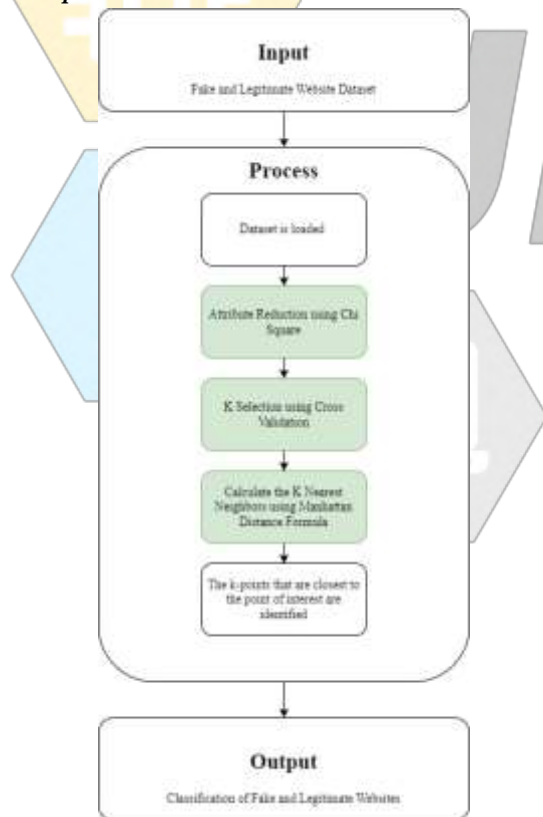 Input
Fake and Legitimate Website Dataset
Process
Dataset is loaded
Attribute Reduction using Chi
Square
K Selection using Cross
Validation
Calculate the K Nearest
Neighbors using Manhattan
Distance Formula
The k-points that are closest to
the point of interest are
identified
Output
Classification of Fake and Legitimate Websites